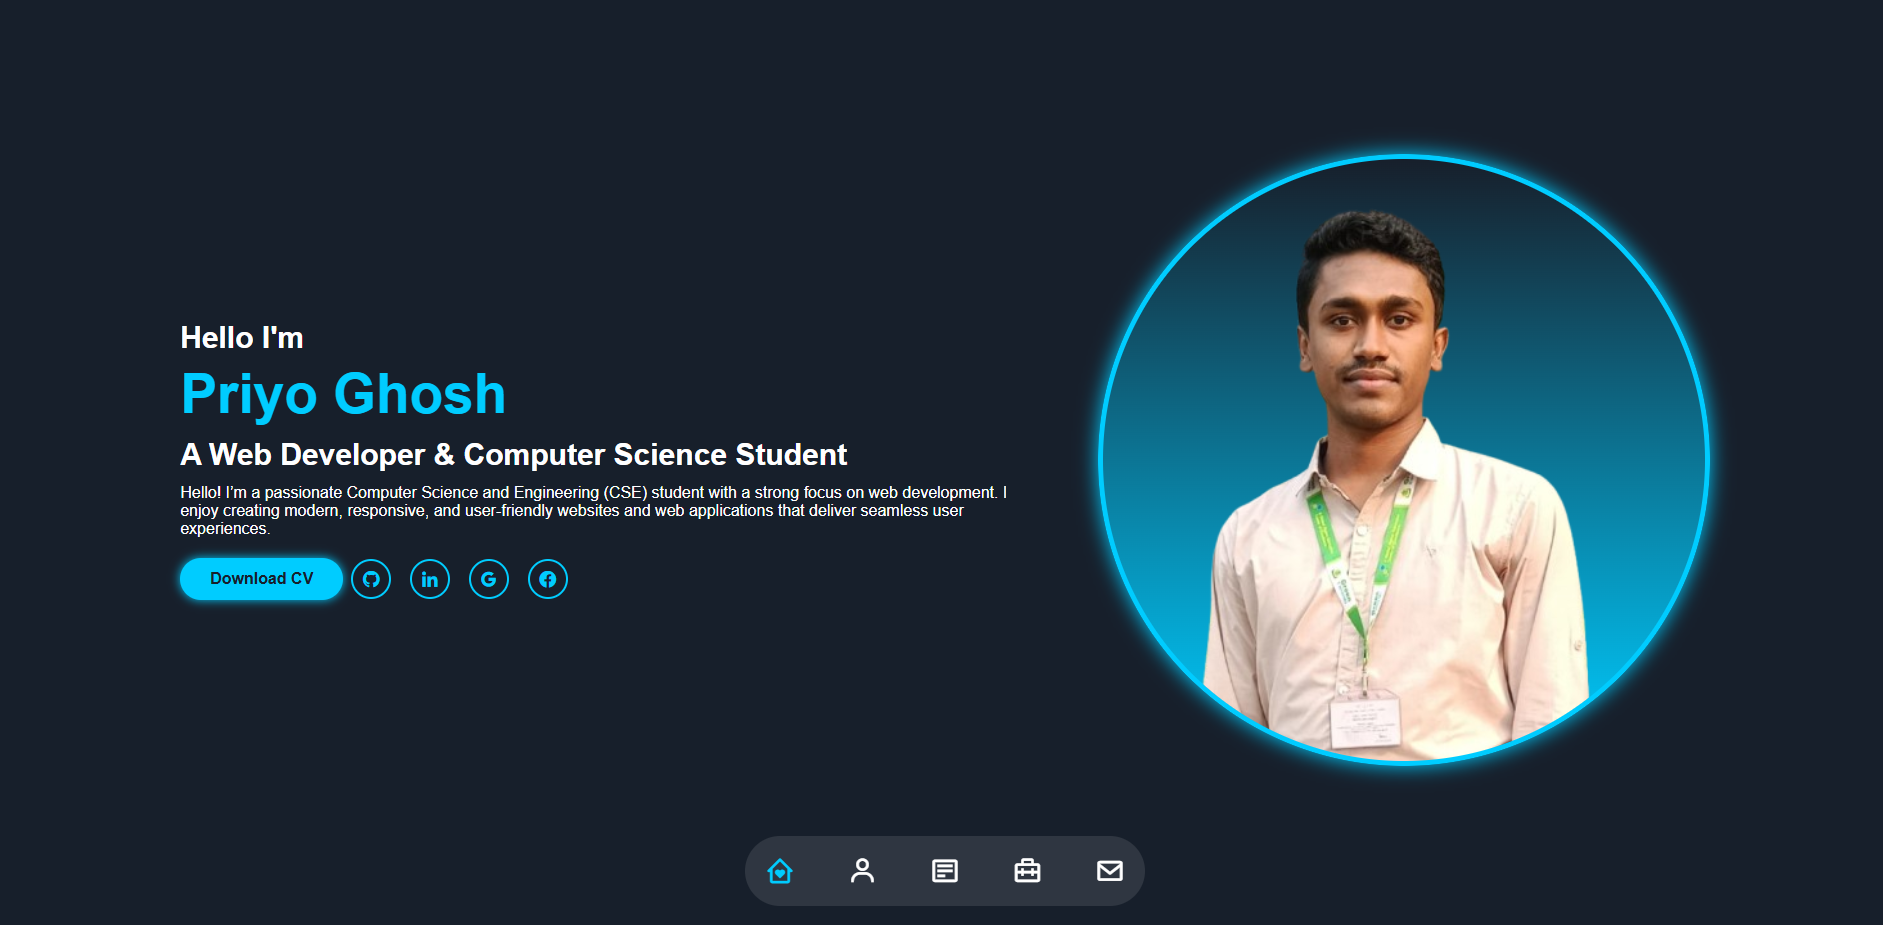 Hello I'm
Priyo Ghosh
A Web Developer & Computer Science Student
Hello! I’m a passionate Computer Science and Engineering (CSE) student with a strong focus on web development. I
enjoy creating modern, responsive, and user-friendly websites and web applications that deliver seamless user
experiences.
Download CV